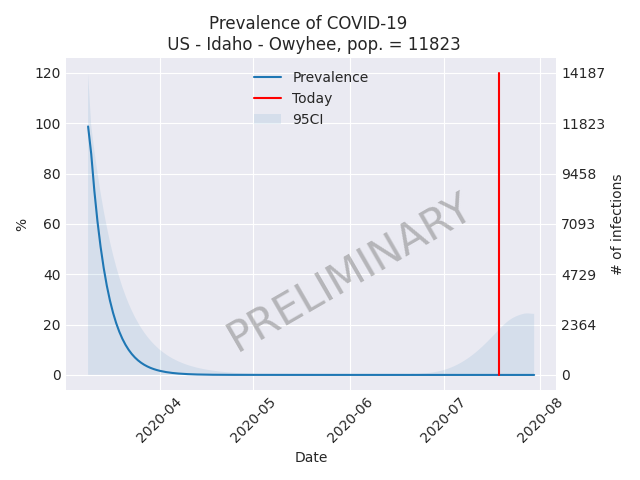 Prevalence of COVID-19
US - Idaho - Owyhee, pop. = 11823
Prevalence
Today
95CI
120
100
80
60
40
20
0
%
14187
11823
9458
7093
4729
2364
0
# of infections
PRELIMINARY
2020-04
2020-05
2020-06
2020-07
2020-08
Date